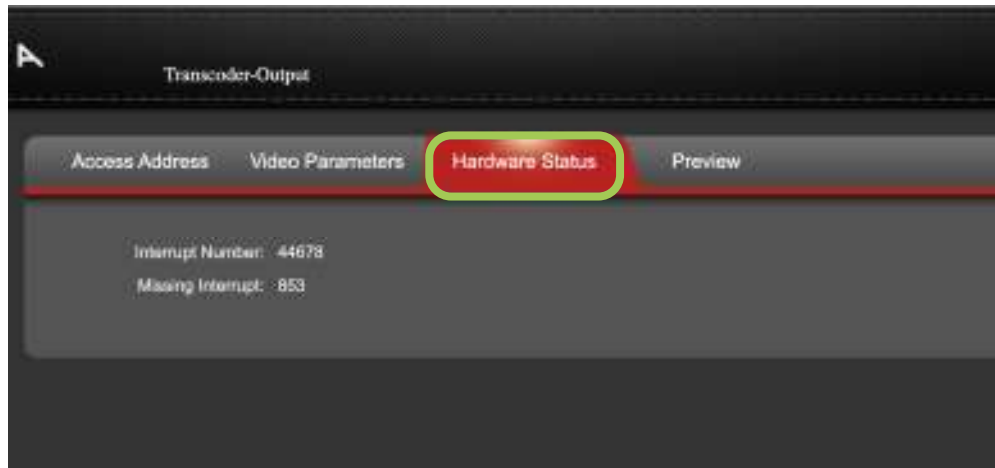 A
Transcoder-Output
Access Address Video Parameters Hardware Status Preview
Interrupt Number: 44678
Missing Interrupt: 853